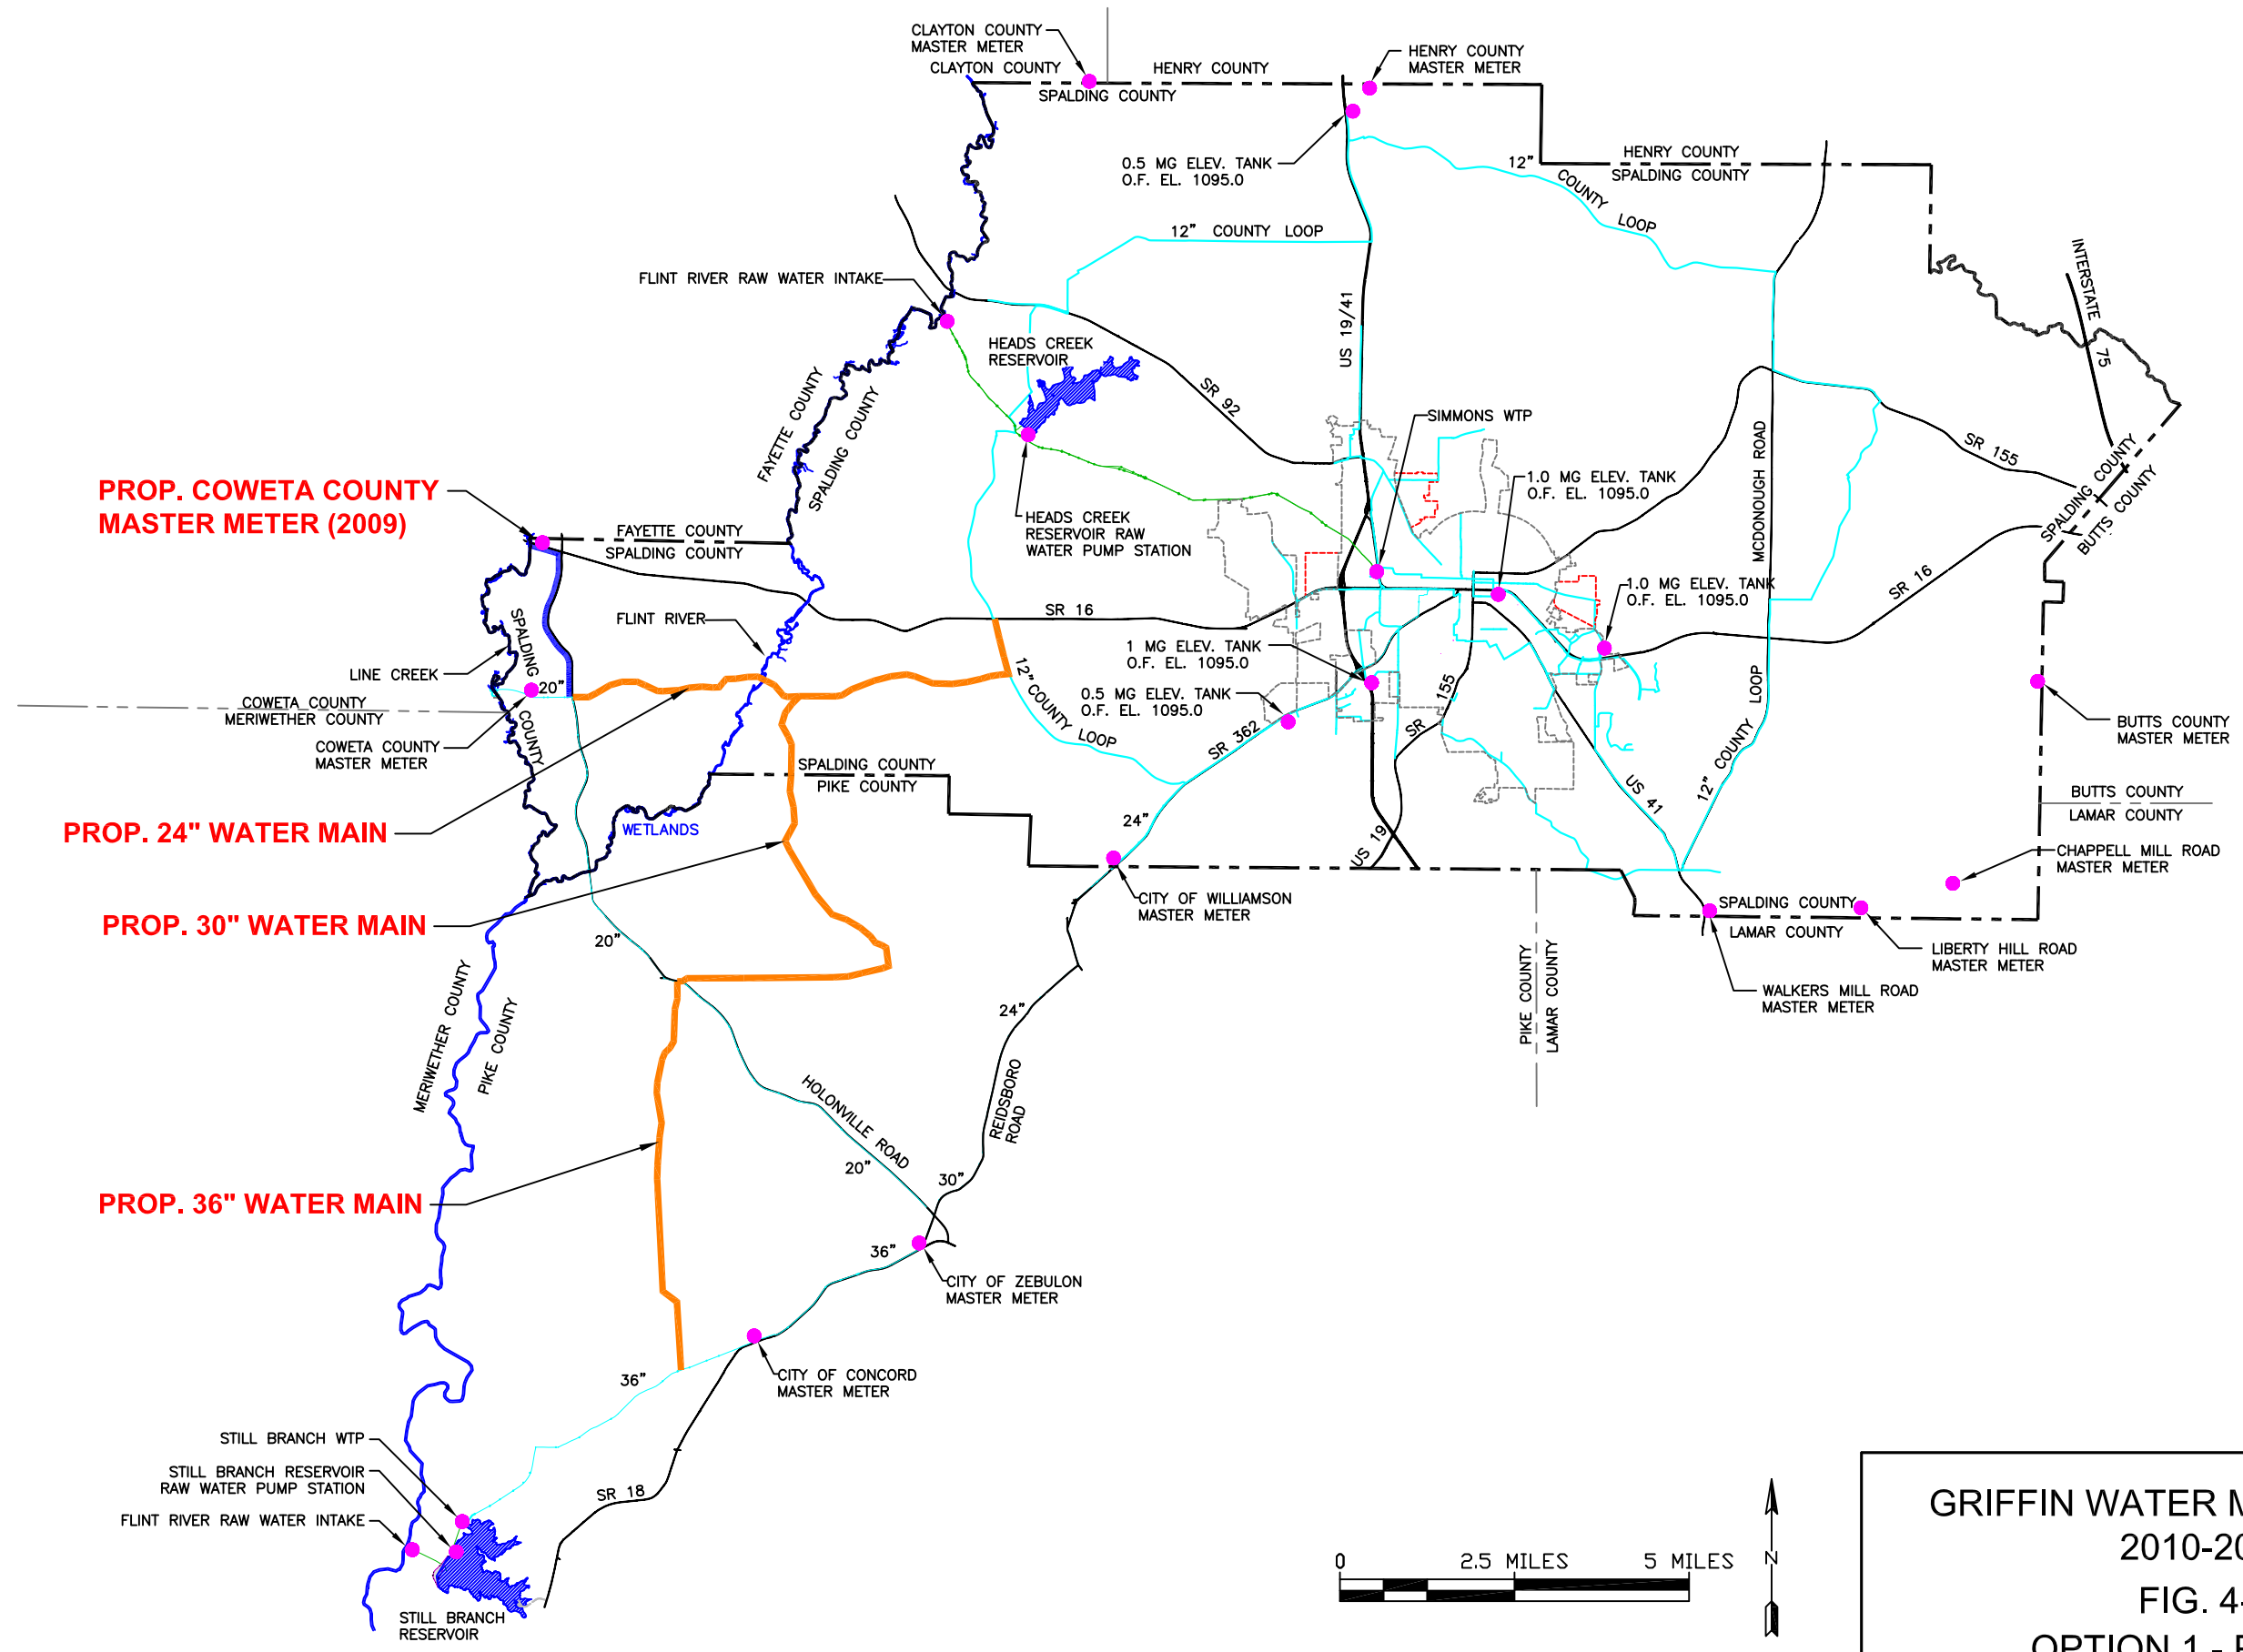 CLAYTON COUNTY
MASTER METER
CLAYTON COUNTY
HENRY COUNTY
SPALDING COUNTY
HENRY COUNTY
MASTER METER
0.5 MG ELEV. TANK
O.F. EL. 1095.0
12"
COUNTY
LOOP
HENRY COUNTY
SPALDING COUNTY
12" COUNTY LOOP
INTERSTATE
75
FLINT RIVER RAW WATER INTAKE
US 19/41
HEADS CREEK
RESERVOIR
FAYETTE COUNTY
SPALDING COUNTY
SR 92
SIMMONS WTP
MCDONOUGH ROAD
SR 155
SPALDING COUNTY
BUTTS COUNTY
PROP. COWETA COUNTY
MASTER METER (2009)
1.0 MG ELEV. TANK
O.F. EL. 1095.0
FAYETTE COUNTY
SPALDING COUNTY
HEADS CREEK
RESERVOIR RAW
WATER PUMP STATION
1.0 MG ELEV. TANK
O.F. EL. 1095.0
SR 16
SR 16
FLINT RIVER
SPALDING
COUNTY
LINE CREEK
20"
1 MG ELEV. TANK
O.F. EL. 1095.0
12" COUNTY
LOOP
0.5 MG ELEV. TANK
O.F. EL. 1095.0
SR 155
SR 362
12" COUNTY LOOP
COWETA COUNTY
MERIWETHER COUNTY
COWETA COUNTY
MASTER METER
BUTTS COUNTY
MASTER METER
SPALDING COUNTY
PIKE COUNTY
US 41
BUTTS COUNTY
LAMAR COUNTY
PROP. 24" WATER MAIN
WETLANDS
24"
US 19
CHAPPELL MILL ROAD
MASTER METER
CITY OF WILLIAMSON
MASTER METER
SPALDING COUNTY
LAMAR COUNTY
PROP. 30" WATER MAIN
20"
LIBERTY HILL ROAD
MASTER METER
WALKERS MILL ROAD
MASTER METER
PIKE COUNTY
LAMAR COUNTY
MERIWETHER COUNTY
PIKE COUNTY
24"
REIDSBORO
ROAD
HOLONVILLE ROAD
20"
30"
PROP. 36" WATER MAIN
36"
CITY OF ZEBULON
MASTER METER
CITY OF CONCORD
MASTER METER
36"
STILL BRANCH WTP
STILL BRANCH RESERVOIR
RAW WATER PUMP STATION
FLINT RIVER RAW WATER INTAKE
SR 18
STILL BRANCH
RESERVOIR
0 2.5 MILES 5 MILES
N
GRIFFIN WATER
2010-20
FIG. 4-
OPTION 1 -